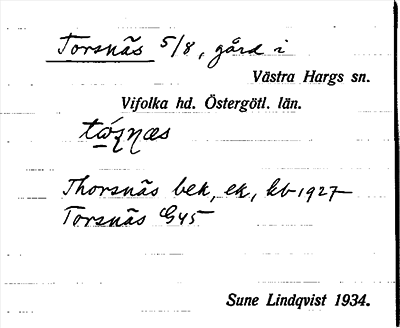 Torsnäs 5/8, gård i
Västra Hargs sn.
Vifolka hd. Östergötl. län.
Thorsnäs bek, ek, kb 1927
Torsnäs G45
Sune Lindqvist 1934.